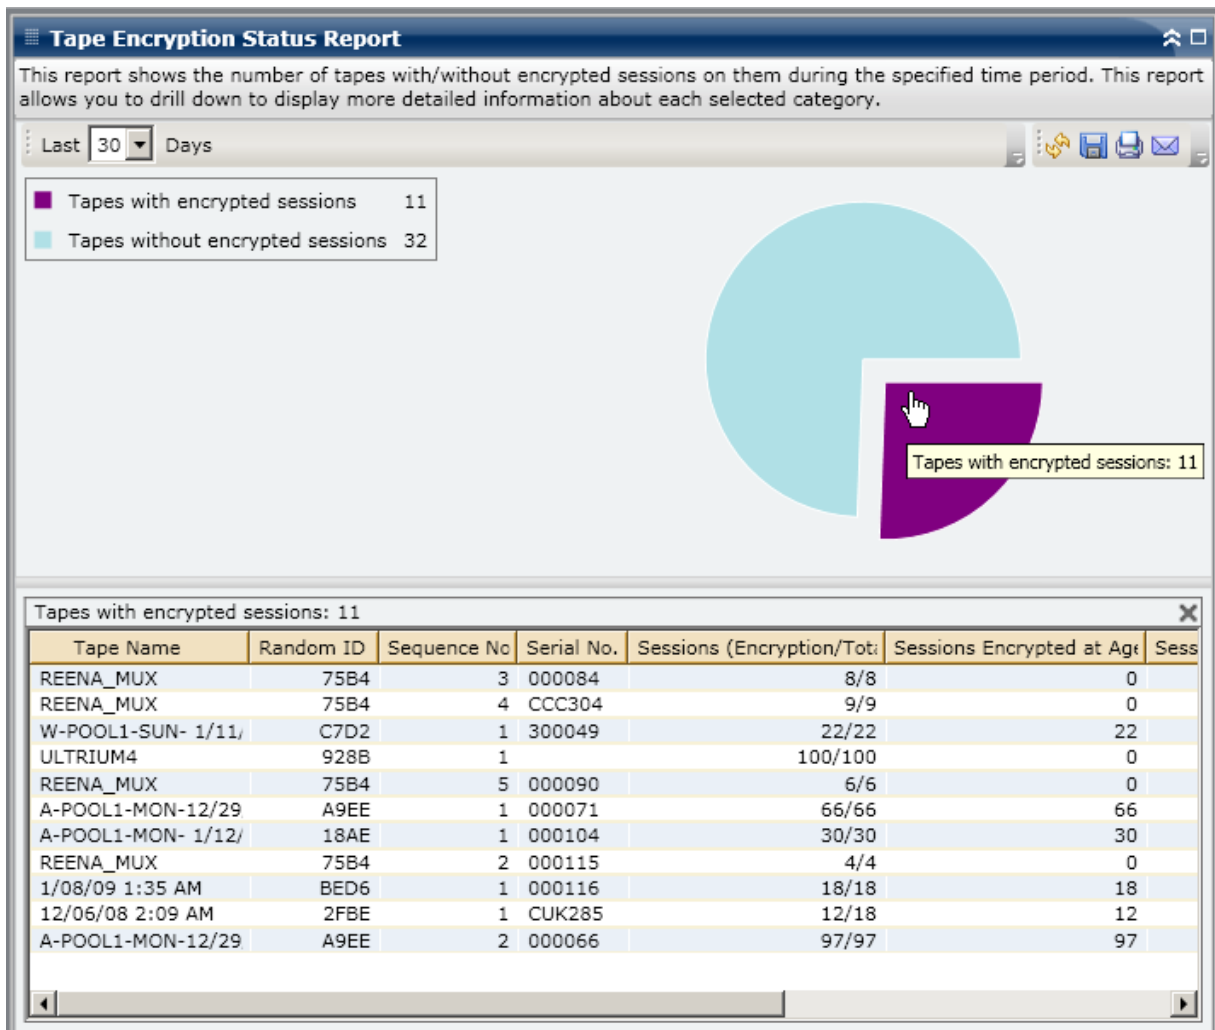 Tape Encryption Status Report
This report shows the number of tapes with/without encrypted sessions on them during the specified time period. This report
allows you to drill down to display more detailed information about each selected category.
Last 30 Days
Tapes with encrypted sessions 11
Tapes without encrypted sessions 32
Tapes with encrypted sessions: 11
Tapes with encrypted sessions: 11
Tape Name Random ID Sequence No Serial No. Sessions (Encryption/Tota Sessions Encrypted at Age Sess
REENA_MUX 75B4 3 000084 8/8 0
REENA_MUX 75B4 4 CCC304 9/9 0
W-POOL1-SUN- 1/11/ C7D2 1 300049 22/22 22
ULTRIUM4 928B 1 100/100 0
REENA_MUX 75B4 5 000090 6/6 0
A-POOL1-MON-12/29 A9EE 1 000071 66/66 66
A-POOL1-MON- 1/12/ 18AE 1 000104 30/30 30
REENA_MUX 75B4 2 000115 4/4 0
1/08/09 1:35 AM BED6 1 000116 18/18 18
12/06/08 2:09 AM 2FBE 1 CUK285 12/18 12
A-POOL1-MON-12/29 A9EE 2 000066 97/97 97